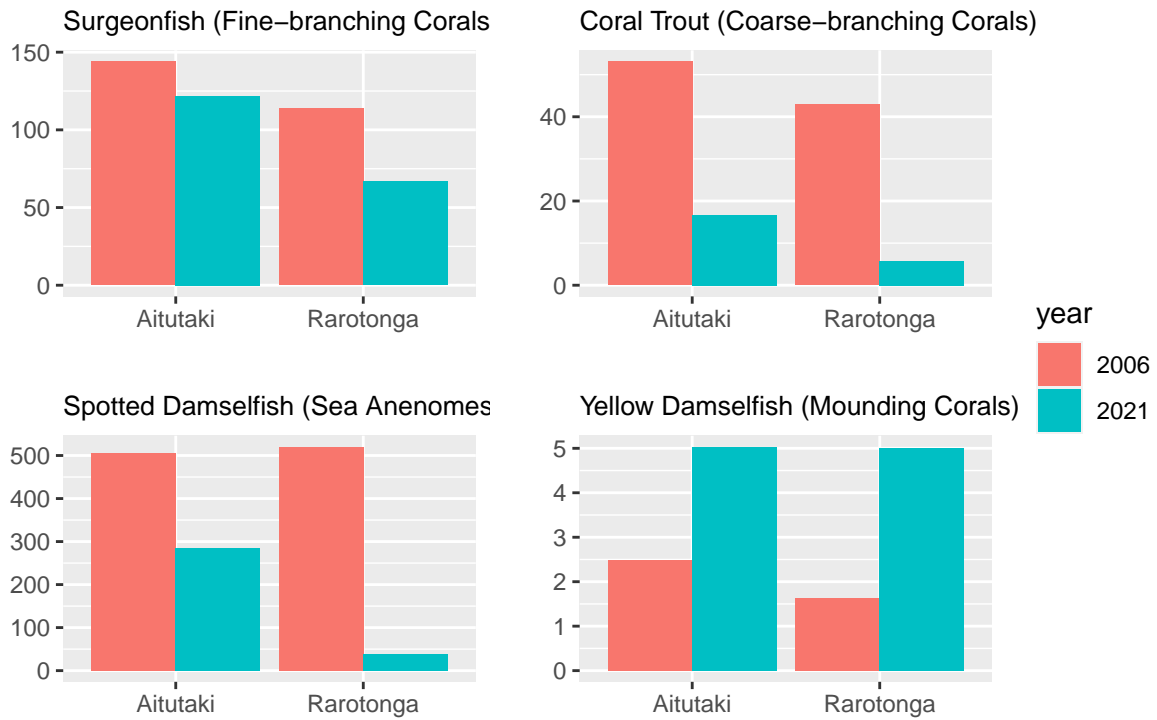 Surgeonfish (Fine−branching Corals
150
100
50
0
Aitutaki Rarotonga
Coral Trout (Coarse−branching Corals)
40
20
0
Aitutaki Rarotonga
Spotted Damselfish (Sea Anenomes
500
400
300
200
100
0
Aitutaki Rarotonga
Yellow Damselfish (Mounding Corals)
5
4
3
2
1
0
Aitutaki Rarotonga
year
2006
2021